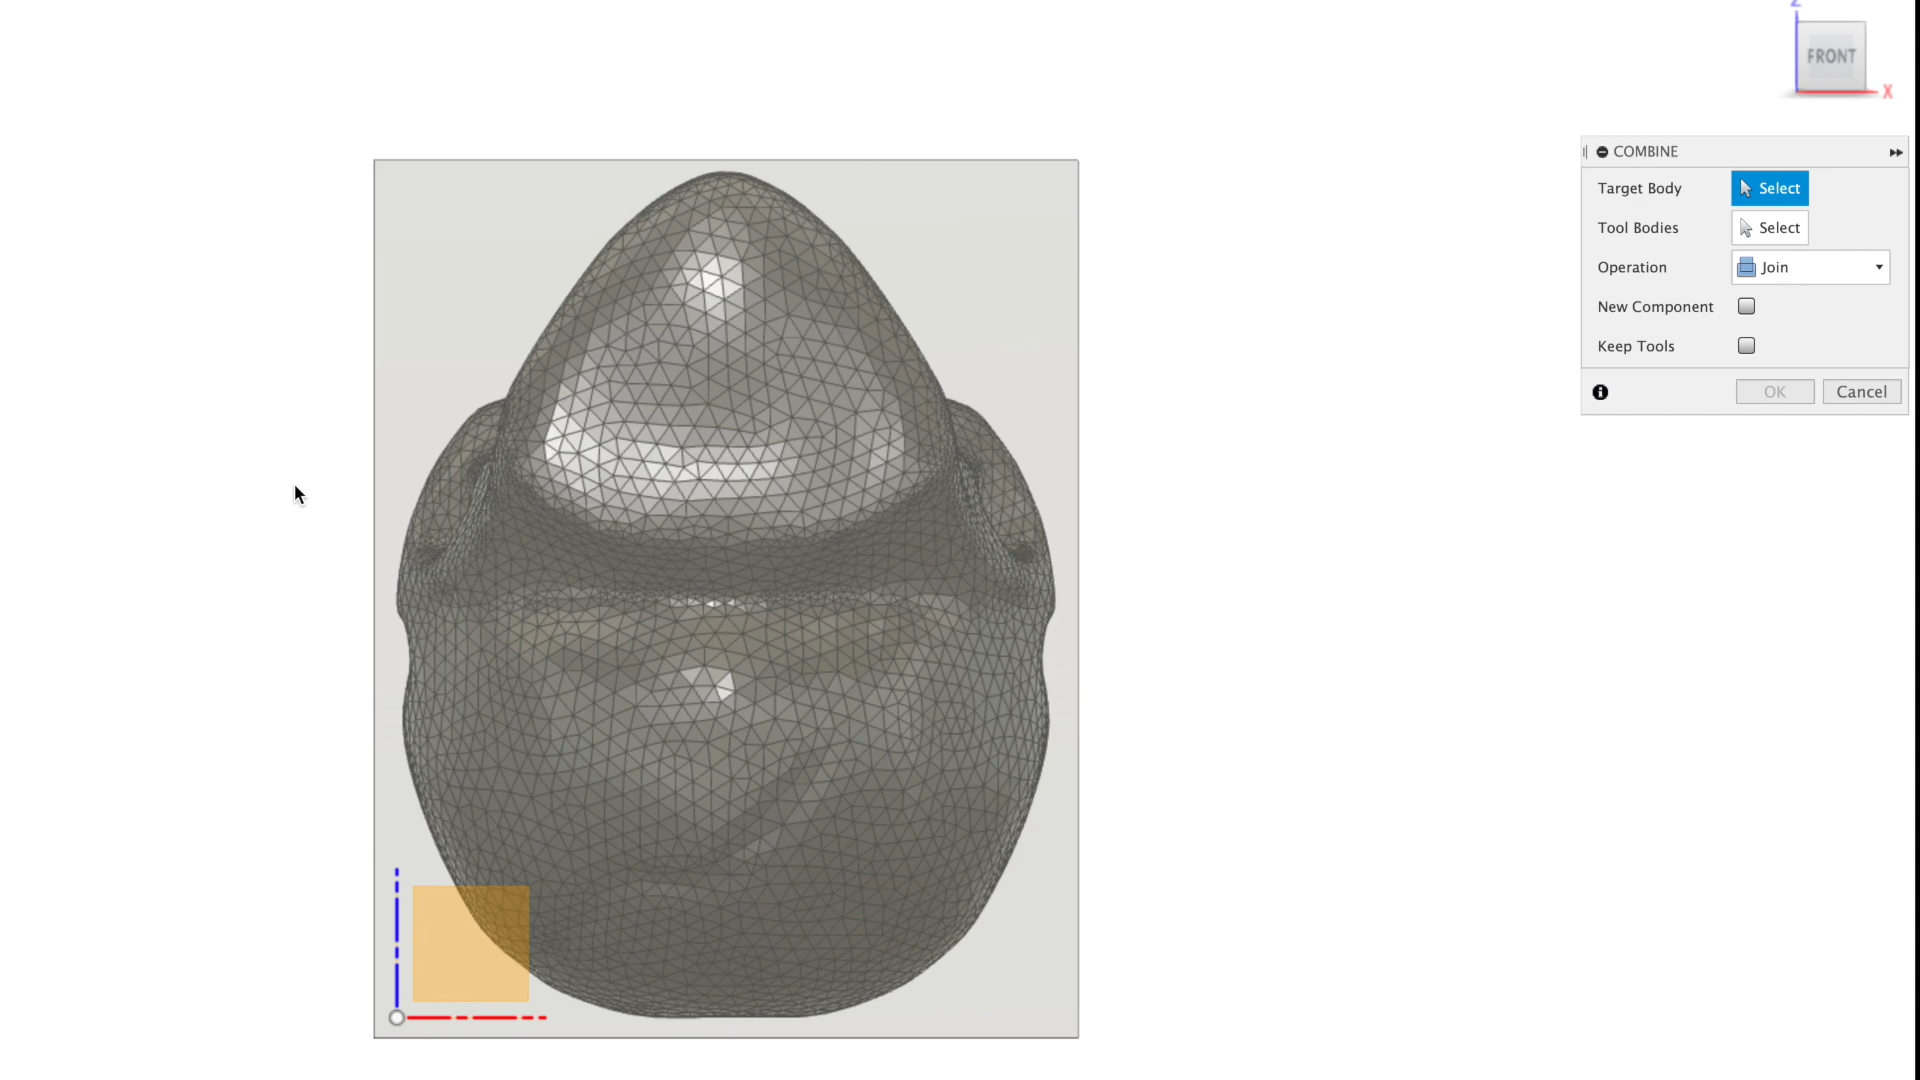 Z
FRONT
X
COMBINE
Target Body Select
Tool Bodies Select
Operation Join
New Component
Keep Tools
OK Cancel